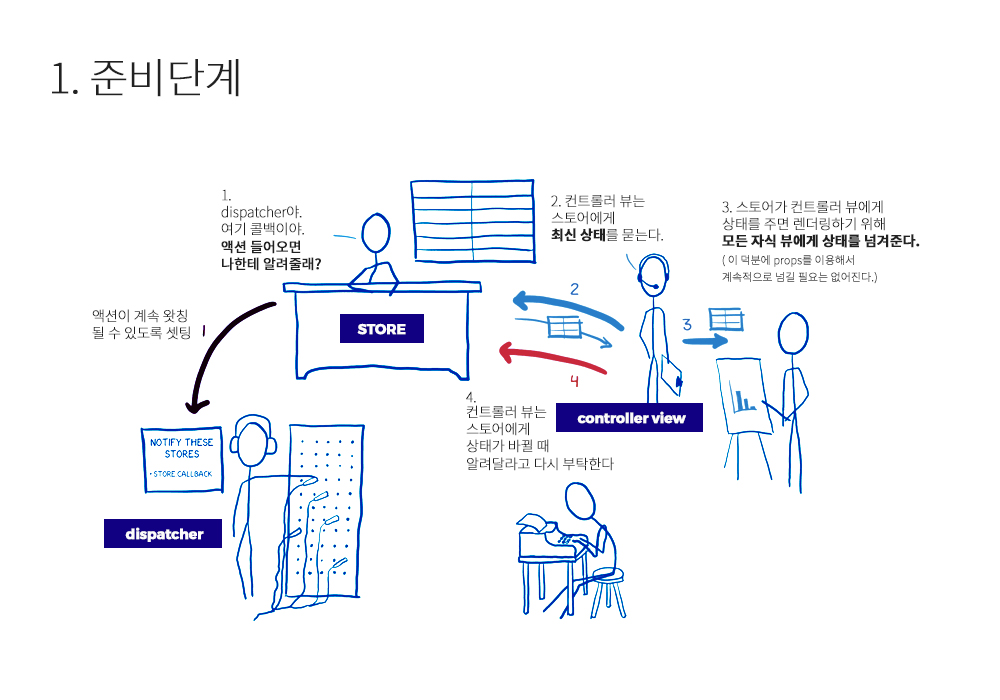 1. 준비단계
1.
dispatcher야.
여기 콜백이야.
액션 들어오면
나한테 알려줄래?
2. 컨트롤러 뷰는
스토어에게
최신 상태를 묻는다.
3. 스토어가 컨트롤러 뷰에게
상태를 주면 렌더링하기 위해
모든 자식 뷰에게 상태를 넘겨준다.
( 이 덕분에 props를 이용해서
계속적으로 넘길 필요는 없어진다.)
액션이 계속 왓칭
될 수 있도록 셋팅
1
STORE
2
3
4
4.
컨트롤러 뷰는
스토어에게
상태가 바뀔 때
알려달라고 다시 부탁한다
controller view
NOTIFY THESE
STORES
· STORE CALLBACK
dispatcher